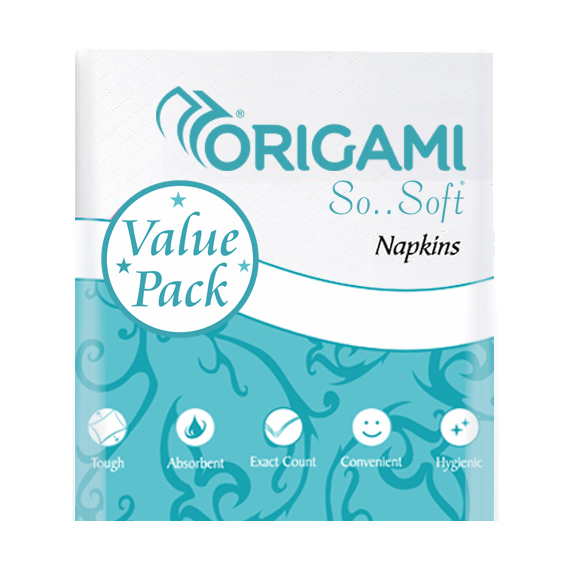 ORIGAMI®
So..Soft®
Napkins
Value
Pack
Tough
Absorbent
Exact Count
Convenient
Hygienic